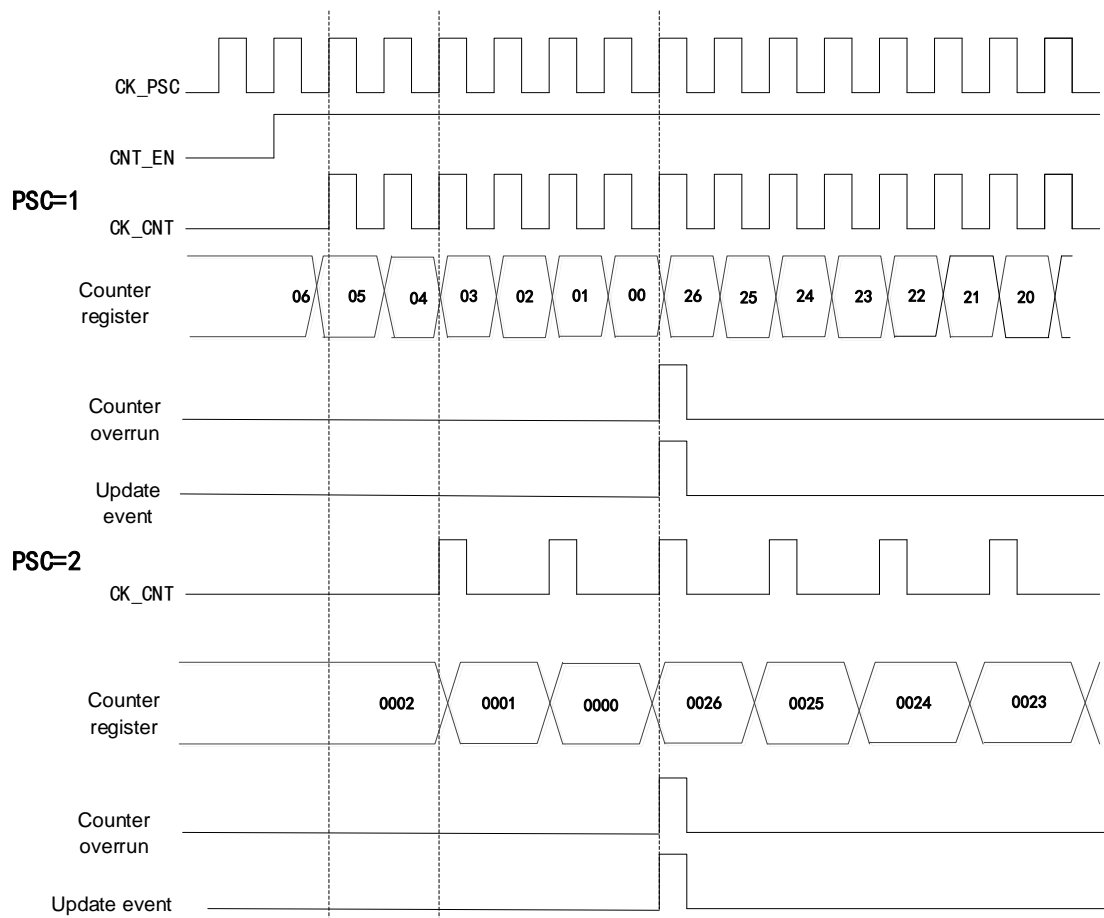 CK_PSC
CNT_EN
PSC=1
CK_CNT
Counter
register
06 05 04 03 02 01 00 26 25 24 23 22 21 20
Counter
overrun
Update
event
PSC=2
CK_CNT
Counter
register
0002 0001 0000 0026 0025 0024 0023
Counter
overrun
Update event